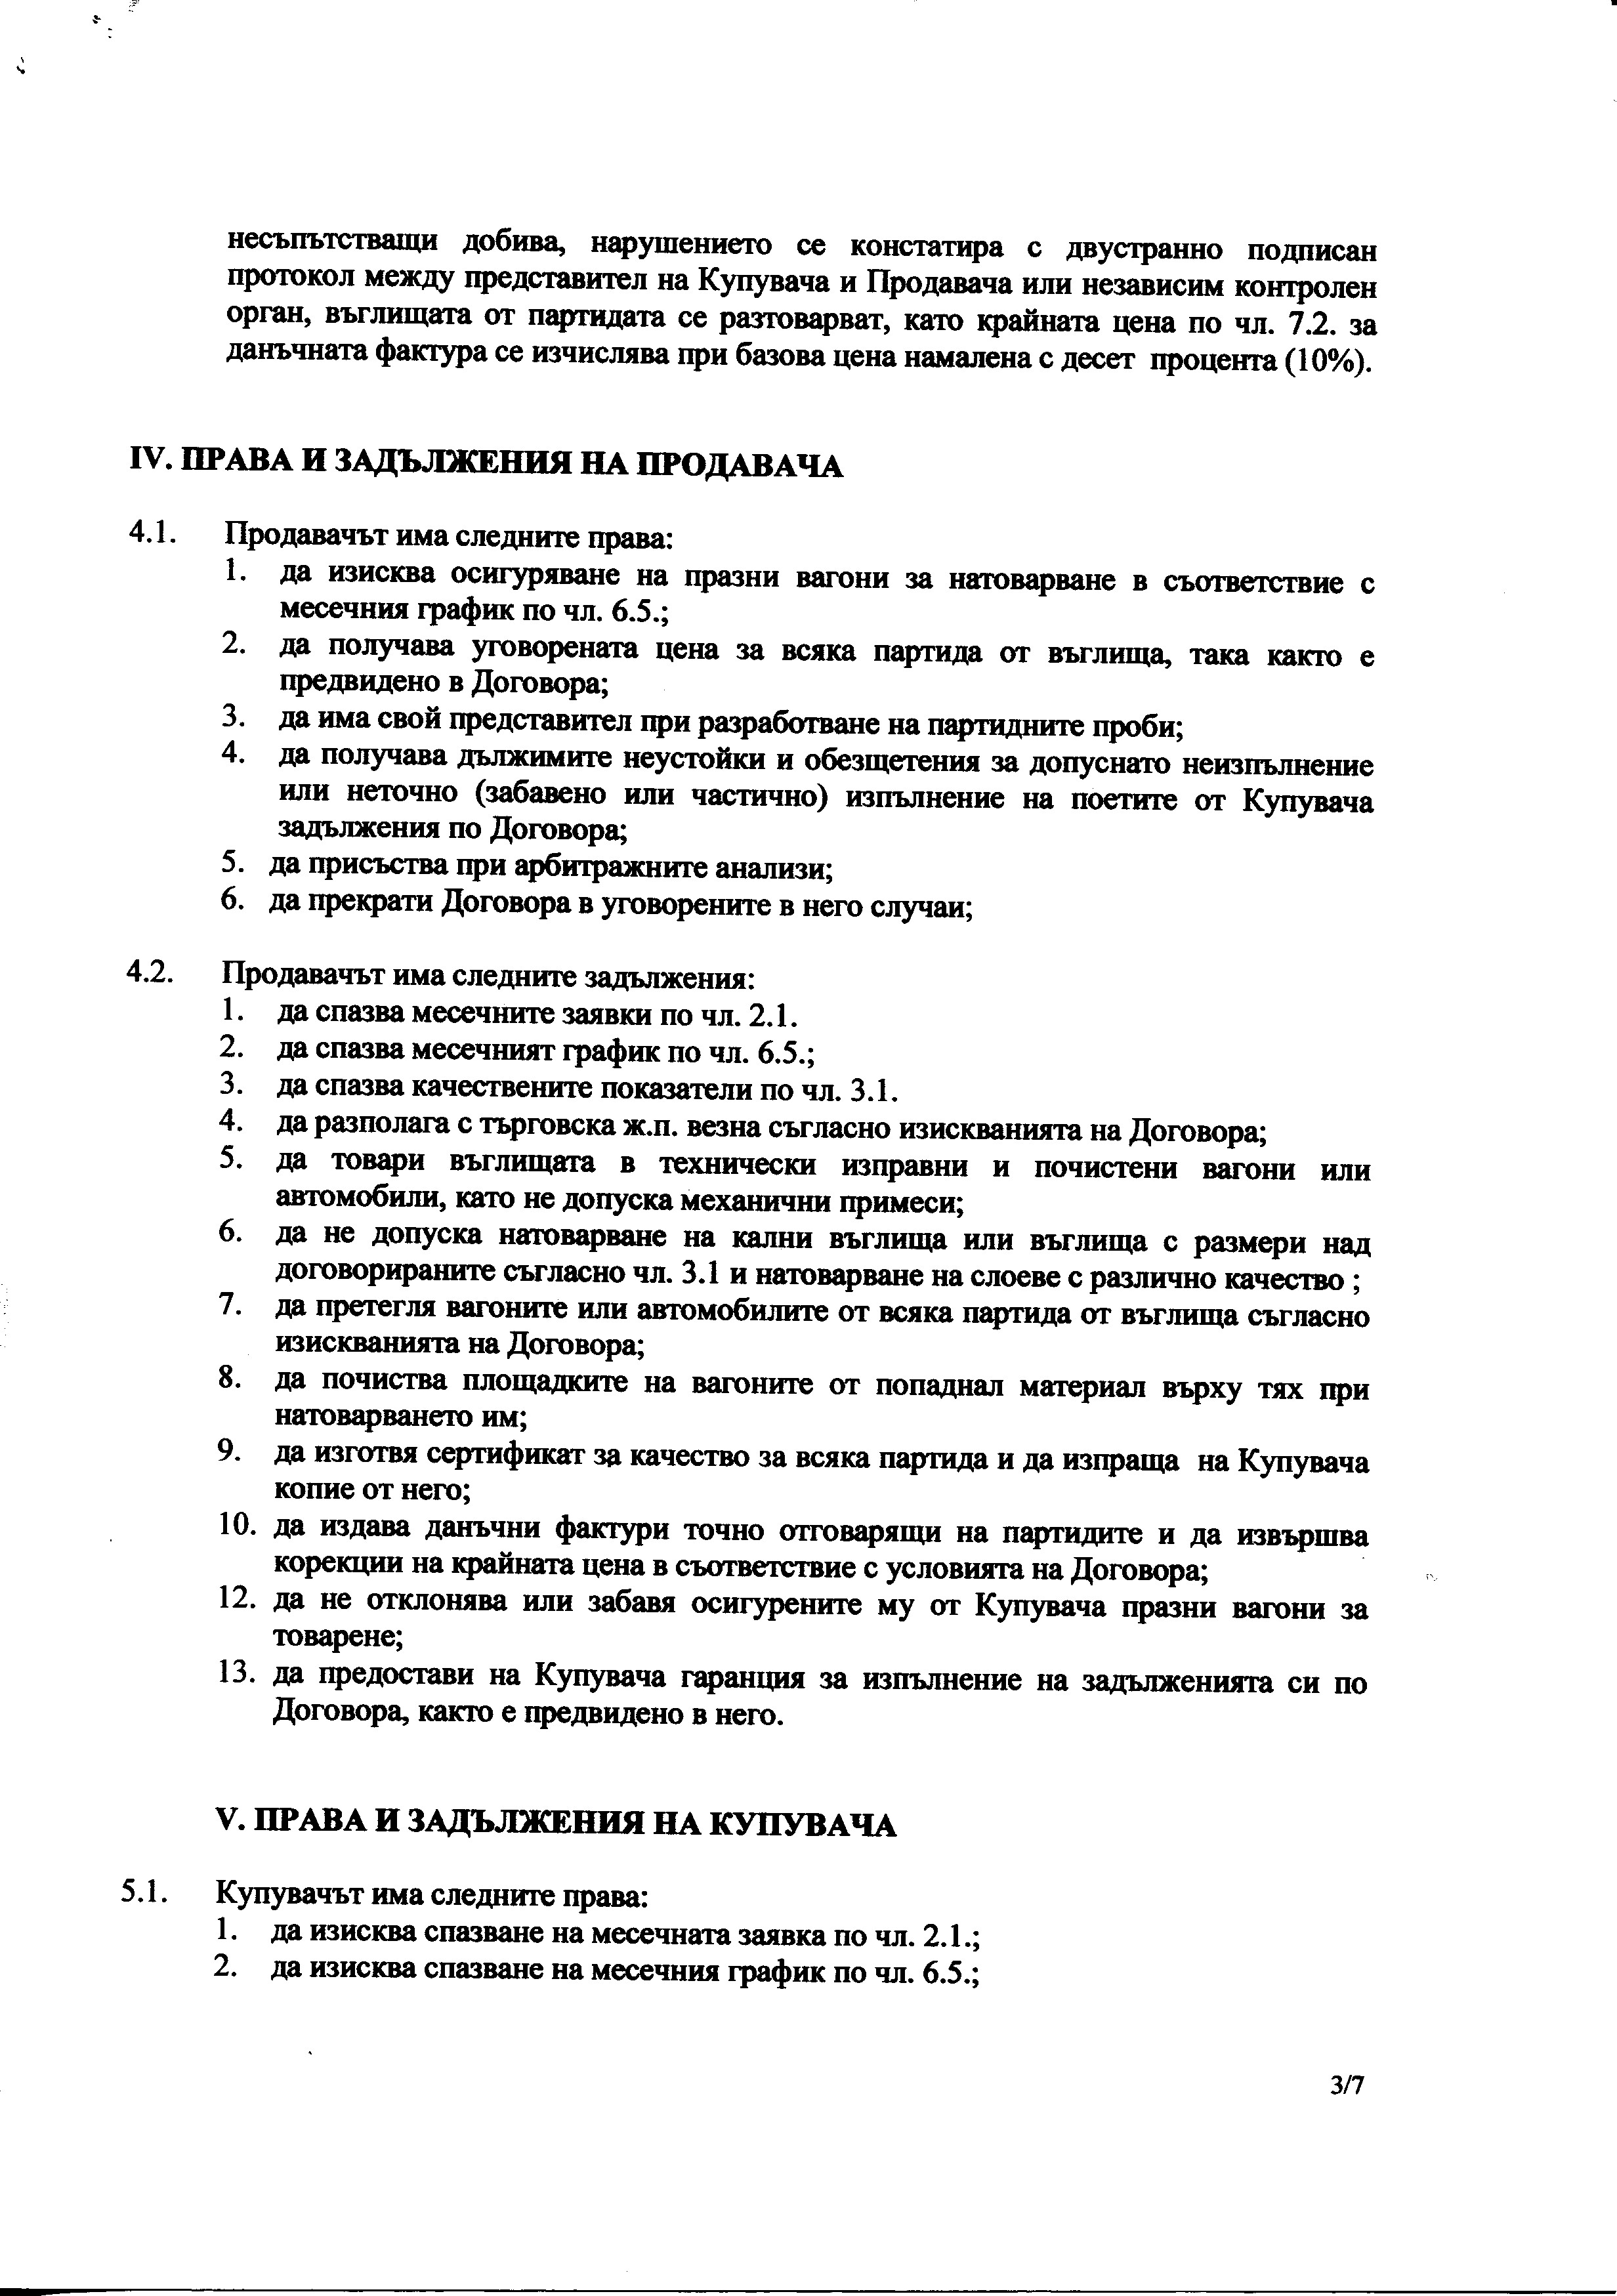 несъпътстващи добива, нарушението се констатира с двустранно подписан
протокол между представител на Купувача и Продавача или независим контролен
орган, въглищата от партидата се разтоварват, като крайната цена по чл. 7.2. за
данъчната фактура се изчислява при базова цена намалена с десет процента (10%).
IV. ПРАВА И ЗАДЪЛЖЕНИЯ НА ПРОДАВАЧА
4.1. Продавачът има следните права:
1. да изисква осигуряване на празни вагони за натоварване в съответствие с
месечния график по чл. 6.5.;
2. да получава уговорената цена за всяка партида от въглища, така както е
предвидено в Договора;
3. да има свой представител при разработване на партидните проби;
4. да получава дължимите неустойки и обезщетения за допуснато неизпълнение
или неточно (забавено или частично) изпълнение на поетите от Купувача
задължения по Договора;
5. да присъства при арбитражните анализи;
6. да прекрати Договора в уговорените в него случаи;
4.2. Продавачът има следните задължения:
1. да спазва месечните заявки по чл. 2.1.
2. да спазва месечният график по чл. 6.5.;
3. да спазва качествените показатели по чл. 3.1.
4. да разполага с търговска ж.п. везна съгласно изискванията на Договора;
5. да товари въглищата в технически изправни и почистени вагони или
автомобили, като не допуска механични примеси;
6. да не допуска натоварване на кални въглища или въглища с размери над
договорираните съгласно чл. 3.1 и натоварване на слоеве с различно качество ;
7. да претегля вагоните или автомобилите от всяка партида от въглища съгласно
изискванията на Договора;
8. да почиства площадките на вагоните от попаднал материал върху тях при
натоварването им;
9. да изготвя сертификат за качество за всяка партида и да изпраща на Купувача
копие от него;
10. да издава данъчни фактури точно отговарящи на партидите и да извършва
корекции на крайната цена в съответствие с условията на Договора;
12. да не отклонява или забавя осигурените му от Купувача празни вагони за
товарене;
13. да предостави на Купувача гаранция за изпълнение на задълженията си по
Договора, както е предвидено в него.
V. ПРАВА И ЗАДЪЛЖЕНИЯ НА КУПУВАЧА
5.1. Купувачът има следните права:
1. да изисква спазване на месечната заявка по чл. 2.1.;
2. да изисква спазване на месечния график по чл. 6.5.;
3/7